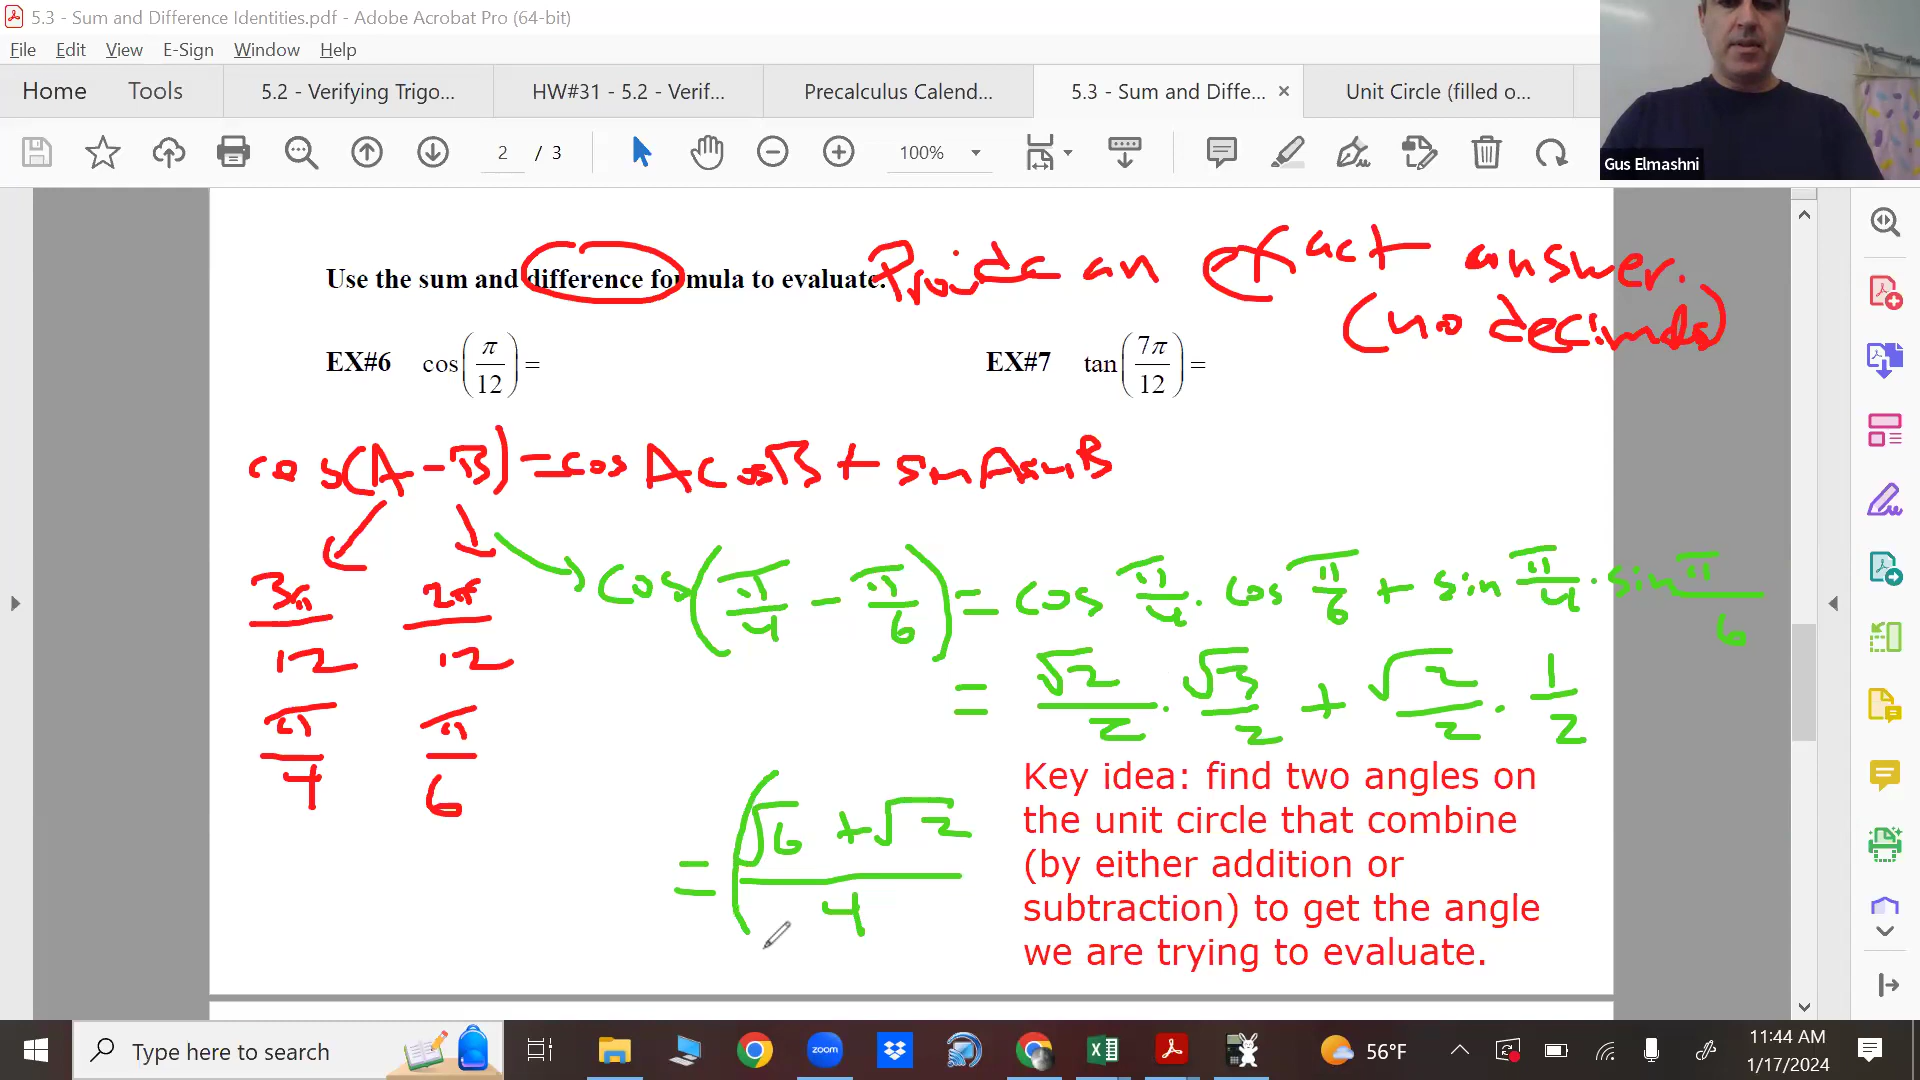 5.3 - Sum and Difference Identities.pdf - Adobe Acrobat Pro (64-bit)
File Edit View E-Sign Window Help
Home Tools 5.2 - Verifying Trigo... HW#31 - 5.2 - Verif... Precalculus Calend... 5.3 - Sum and Diffe... × Unit Circle (filled o...
2 / 3 100%
Gus Elmashni
Use the sum and difference formula to evaluate. Provide an exact answer.
(no decimals)
EX#6 cos(π/12) = EX#7 tan(7π/12) =
cos(A - B) = cos A cos B + sin A sin B
3π/12 2π/12 cos(π/4 - π/6) = cos π/4 · cos π/6 + sin π/4 · sin π/6
= √2/2 · √3/2 + √2/2 · 1/2
π/4 π/6
= (√6 + √2)/4
Key idea: find two angles on
the unit circle that combine
(by either addition or
subtraction) to get the angle
we are trying to evaluate.
Type here to search zoom 56°F 11:44 AM
1/17/2024